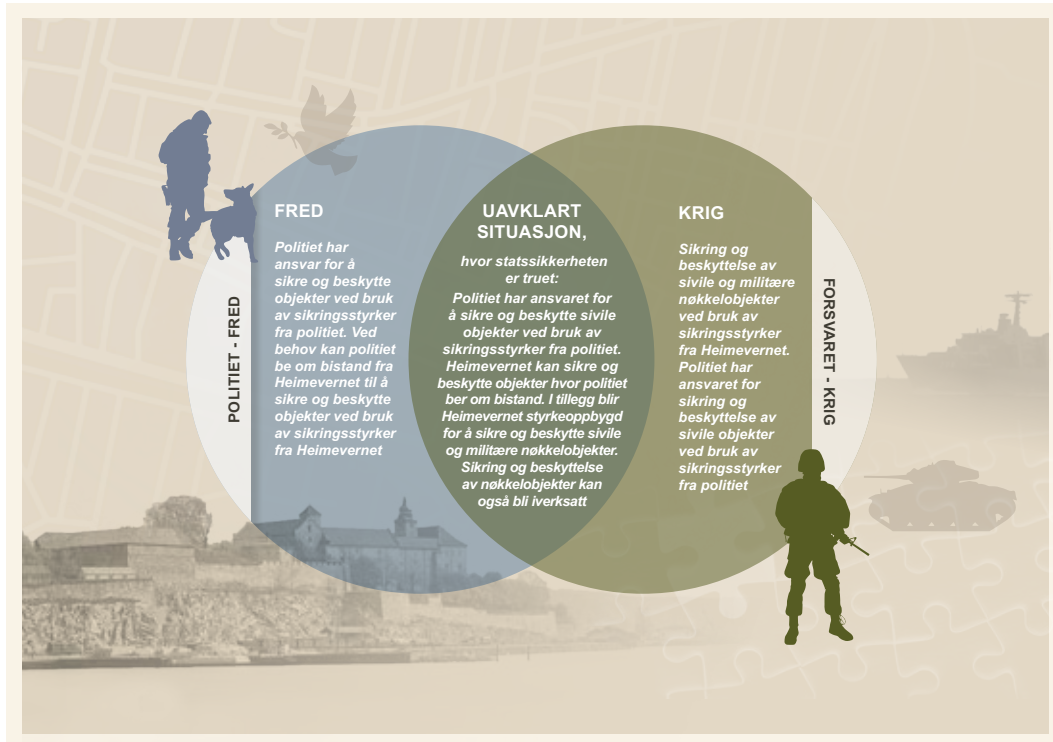 POLITIET - FRED
FRED
Politiet har
ansvar for å
sikre og beskytte
objekter ved bruk
av sikringsstyrker
fra politiet. Ved
behov kan politiet
be om bistand fra
Heimevernet til å
sikre og beskytte
objekter ved bruk
av sikringsstyrker
fra Heimevernet
UAVKLART
SITUASJON,
hvor statssikkerheten
er truet:
Politiet har ansvaret for
å sikre og beskytte sivile
objekter ved bruk av
sikringsstyrker fra politiet.
Heimevernet kan sikre og
beskytte objekter hvor politiet
ber om bistand. I tillegg blir
Heimevernet styrkeoppbygd
for å sikre og beskytte sivile
og militære nøkkelobjekter.
Sikring og beskyttelse
av nøkkelobjekter kan
også bli iverksatt
KRIG
Sikring og
beskyttelse av
sivile og militære
nøkkelobjekter
ved bruk av
sikringsstyrker
fra Heimevernet.
Politiet har
ansvaret for
sikring og
beskyttelse av
sivile objekter
ved bruk av
sikringsstyrker
fra politiet
FORSVARET - KRIG